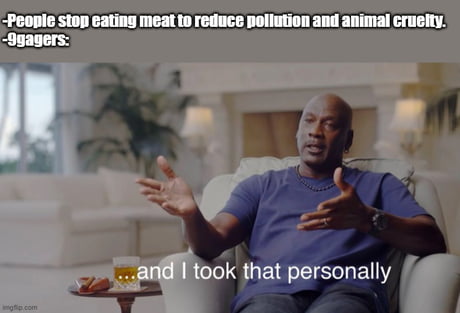 -People stop eating meat to reduce pollution and animal cruelty.
-9gagers:
...and I took that personally
imgflip.com